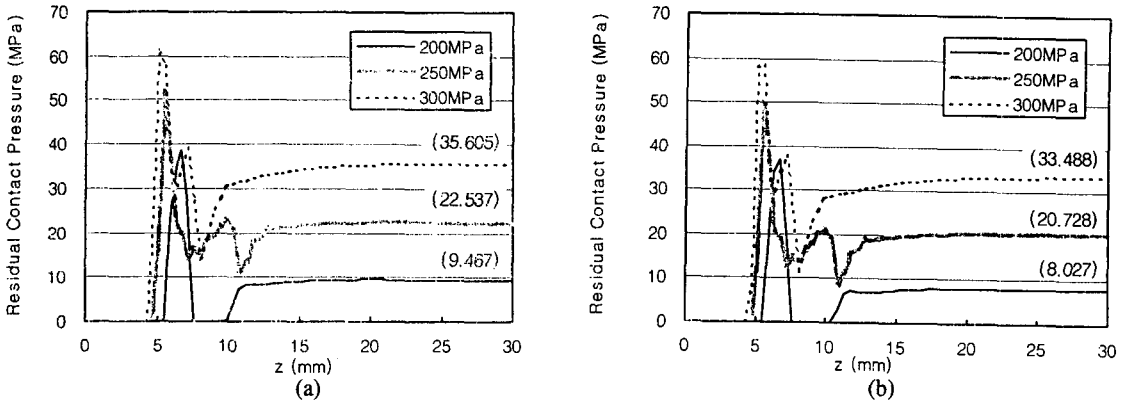 Residual Contact Pressure (MPa)
70
60
50
40
30
20
10
0
200MPa
250MPa
300MPa
(35.605)
(22.537)
(9.467)
0 5 10 15 20 25 30
z (mm)
(a)
Residual Contact Pressure (MPa)
70
60
50
40
30
20
10
0
200MPa
250MPa
300MPa
(33.488)
(20.728)
(8.027)
0 5 10 15 20 25 30
z (mm)
(b)